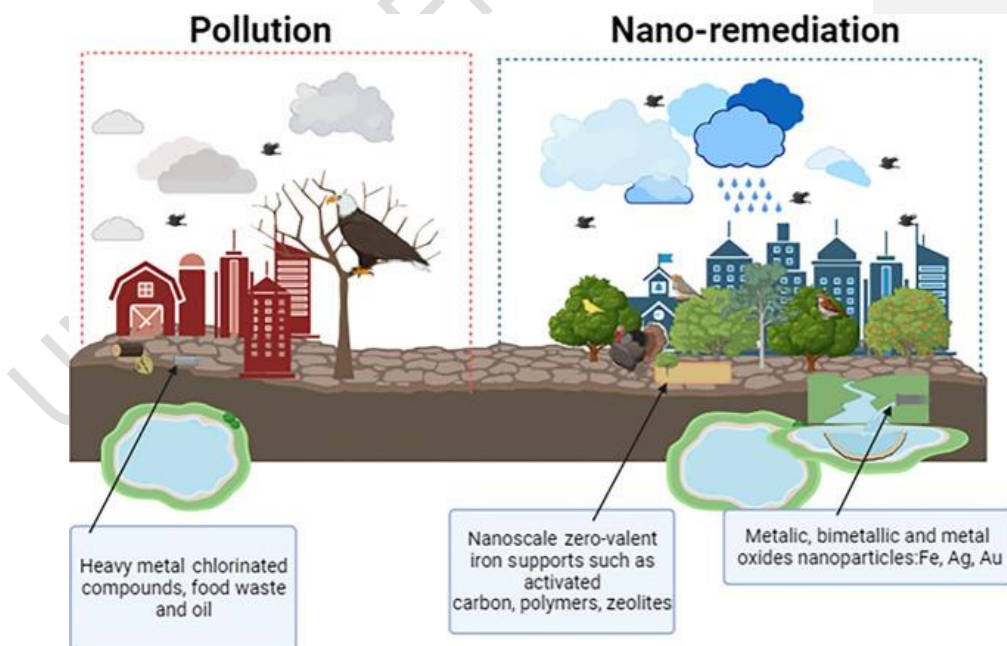 Pollution
Nano-remediation
Heavy metal chlorinated
compounds, food waste
and oil
Nanoscale zero-valent
iron supports such as
activated
carbon, polymers, zeolites
Metalic, bimetallic and metal
oxides nanoparticles:Fe, Ag, Au